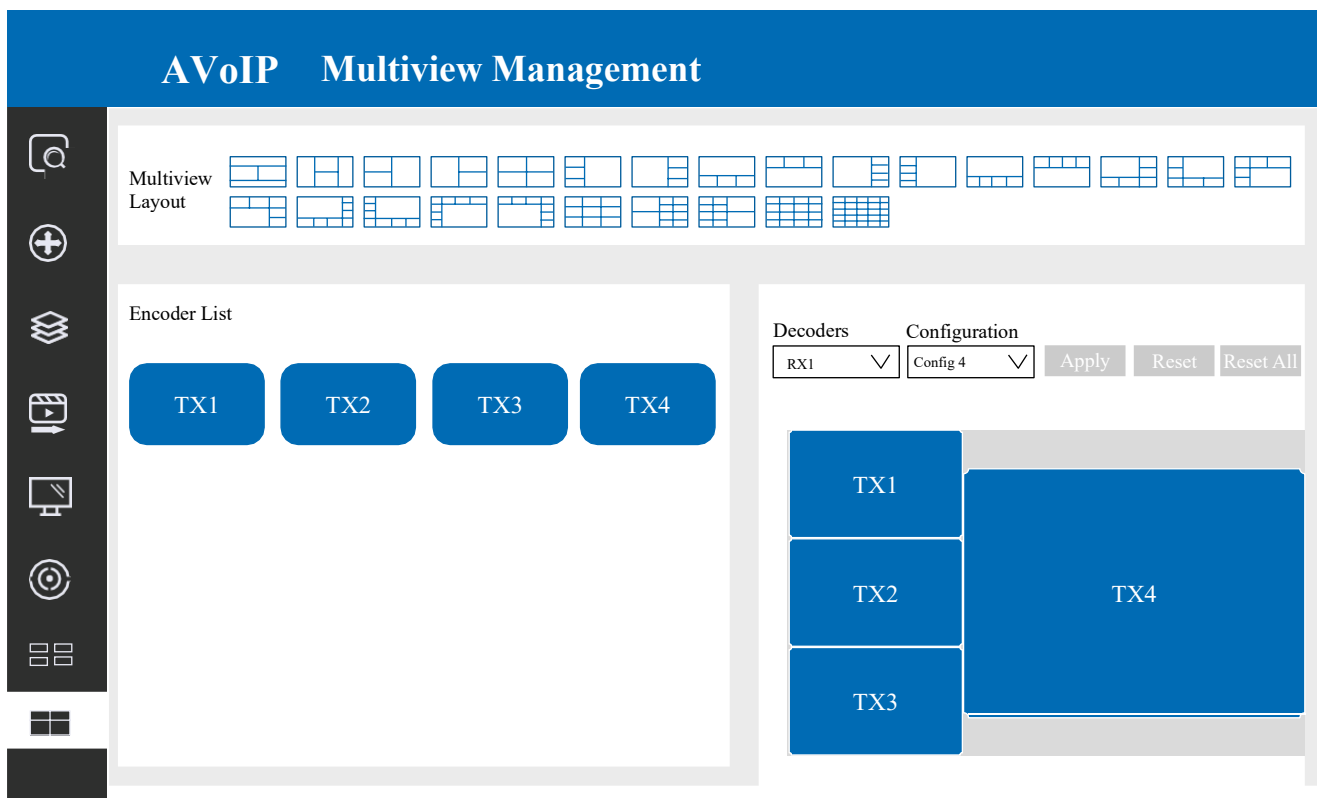 AVoIP Multiview Management
Multiview
Layout
Encoder List
TX1 TX2 TX3 TX4
Decoders Configuration
RX1 Config 4 Apply Reset Reset All
TX1
TX2
TX3
TX4